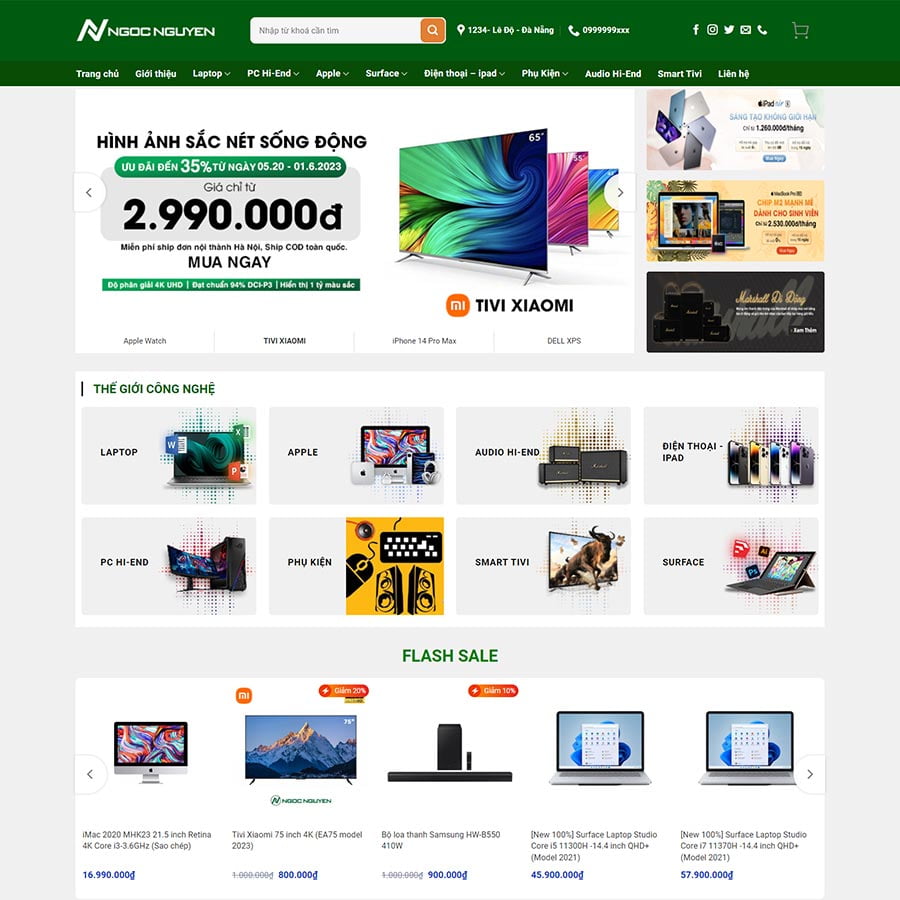 NGOC NGUYEN
Nhập từ khoá cần tìm
1234- Lê Độ - Đà Nẵng
0999999xxx
Trang chủ
Giới thiệu
Laptop
PC Hi-End
Apple
Surface
Điện thoại – ipad
Phụ Kiện
Audio Hi-End
Smart Tivi
Liên hệ
HÌNH ẢNH SẮC NÉT SỐNG ĐỘNG
ƯU ĐÃI ĐẾN 35% TỪ NGÀY 05.20 - 01.6.2023
Giá chỉ từ
2.990.000đ
Miễn phí ship đơn nội thành Hà Nội, Ship COD toàn quốc.
MUA NGAY
Độ phân giải 4K UHD | Đạt chuẩn 94% DCI-P3 | Hiển thị 1 tỷ màu sắc
65"
55"
TIVI XIAOMI
Apple Watch
TIVI XIAOMI
iPhone 14 Pro Max
DELL XPS
iPad Air
SÁNG TẠO KHÔNG GIỚI HẠN
Chỉ từ 1.260.000đ/tháng
Mua Ngay
MacBook Pro
CHIP M2 MẠNH MẼ
DÀNH CHO SINH VIÊN
Chỉ từ 2.530.000đ/tháng
Mua Ngay
Marshall Di Động
- Xem Thêm
THẾ GIỚI CÔNG NGHỆ
LAPTOP
APPLE
AUDIO HI-END
ĐIỆN THOẠI -
IPAD
PC HI-END
PHỤ KIỆN
SMART TIVI
SURFACE
FLASH SALE
Giảm 20%
Giảm 10%
75"
NGOC NGUYEN
iMac 2020 MHK23 21.5 inch Retina
4K Core i3-3.6GHz (Sao chép)
16.990.000₫
Tivi Xiaomi 75 inch 4K (EA75 model
2023)
1.000.000₫ 800.000₫
Bộ loa thanh Samsung HW-B550
410W
1.000.000₫ 900.000₫
[New 100%] Surface Laptop Studio
Core i5 11300H -14.4 inch QHD+
(Model 2021)
45.900.000₫
[New 100%] Surface Laptop Studio
Core i7 11370H -14.4 inch QHD+
(Model 2021)
57.900.000₫